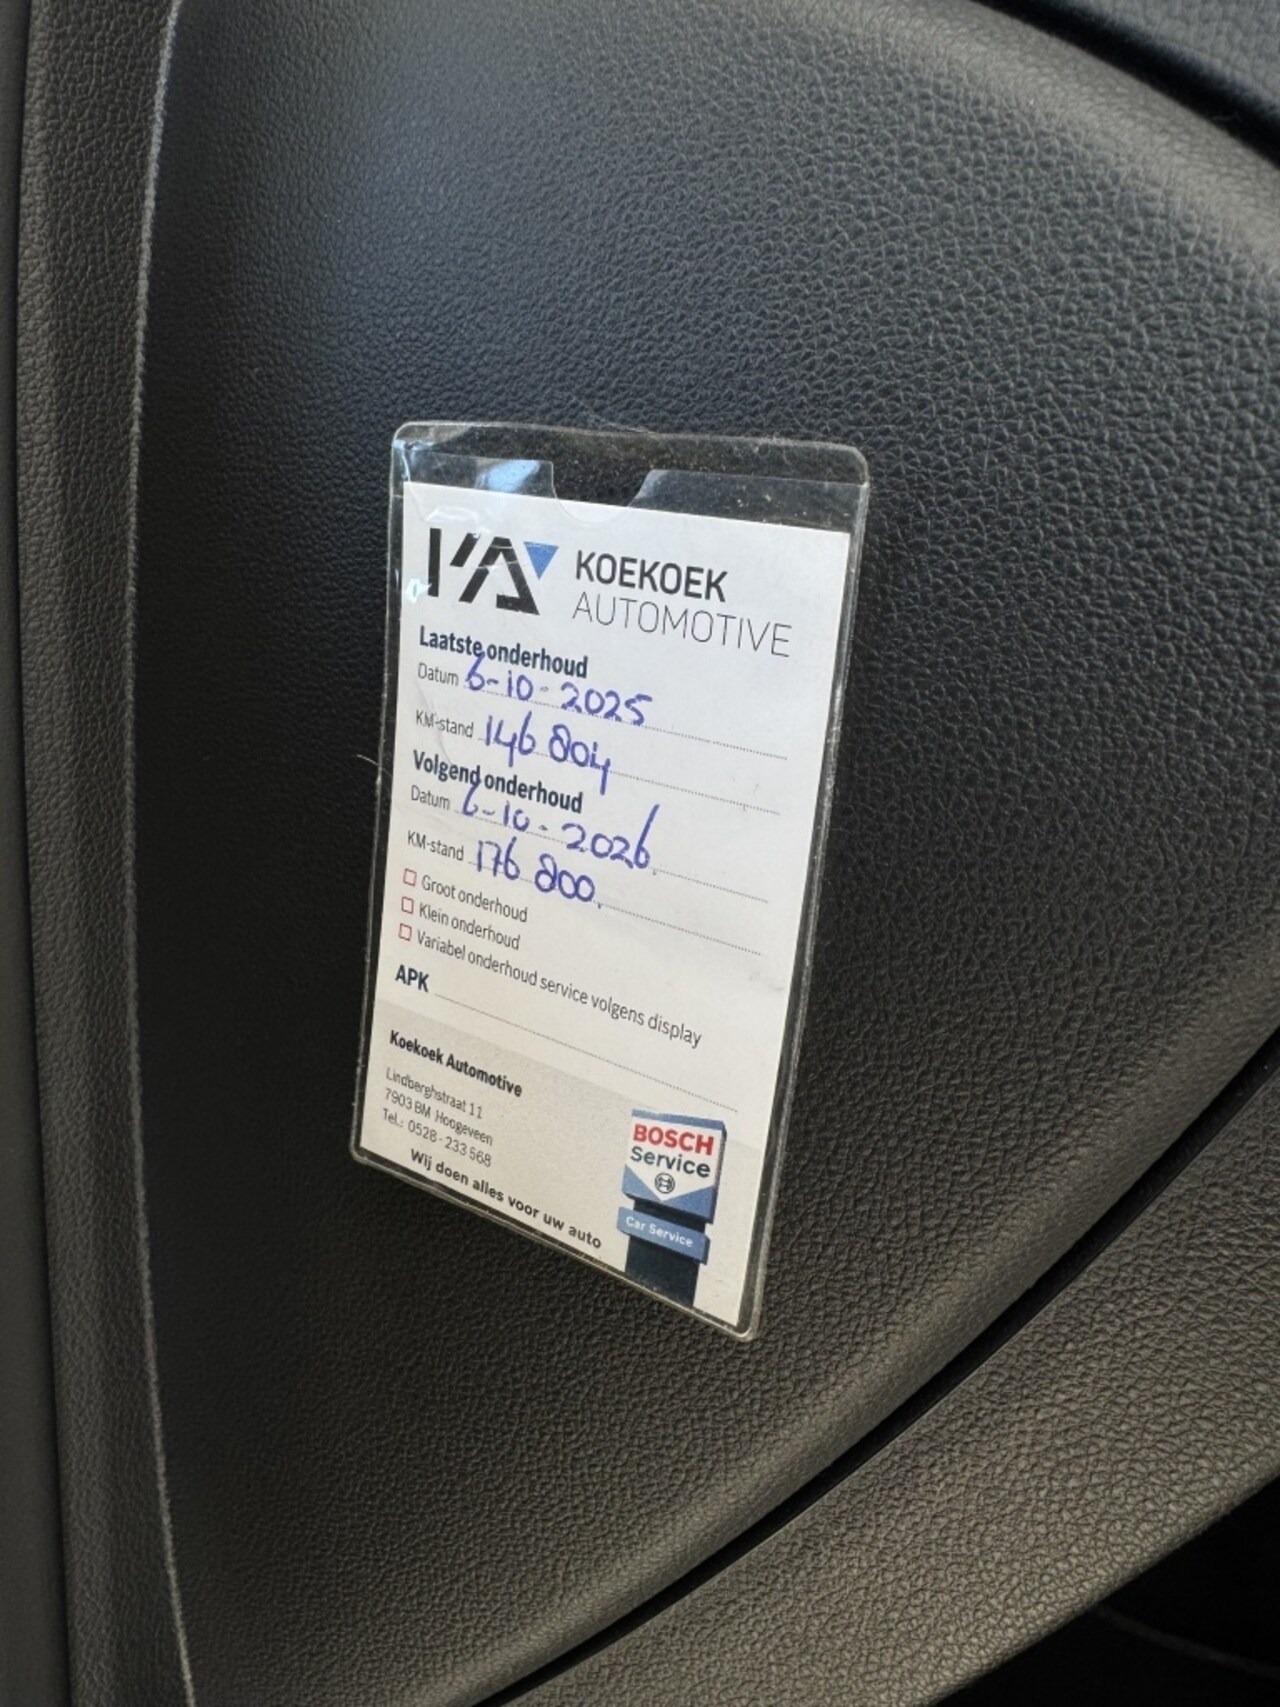 KOEKOEK
AUTOMOTIVE
Laatste onderhoud
Datum 6-10-2025
KM-stand 146 804
Volgend onderhoud
Datum 6-10-2026
KM-stand 176 800.
Groot onderhoud
Klein onderhoud
Variabel onderhoud service volgens display
APK
Koekoek Automotive
Lindberghstraat 11
7903 BM Hoogeveen
Tel.: 0528-233 568
Wij doen alles voor uw auto
BOSCH
Service
Car Service